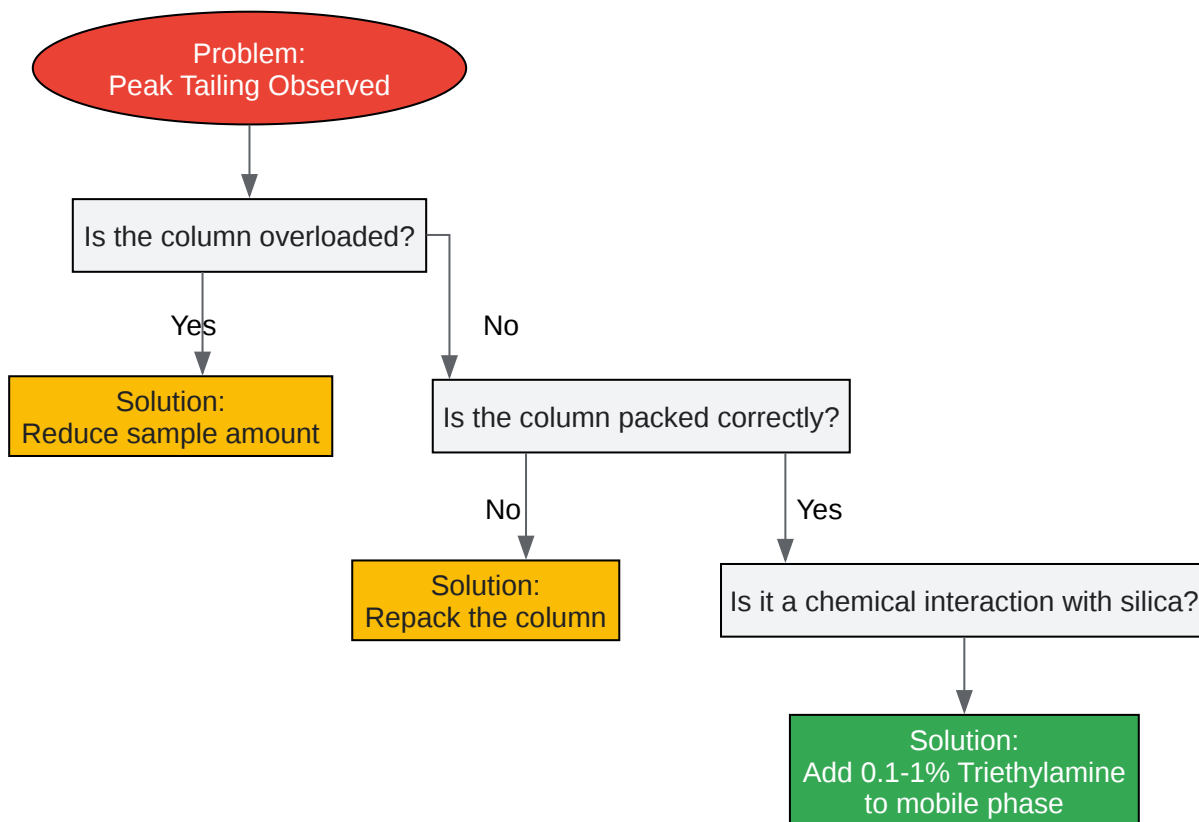 Problem:
Peak Tailing Observed
Is the column overloaded?
Yes
No
Solution:
Reduce sample amount
Is the column packed correctly?
No
Yes
Solution:
Repack the column
Is it a chemical interaction with silica?
Solution:
Add 0.1-1% Triethylamine
to mobile phase